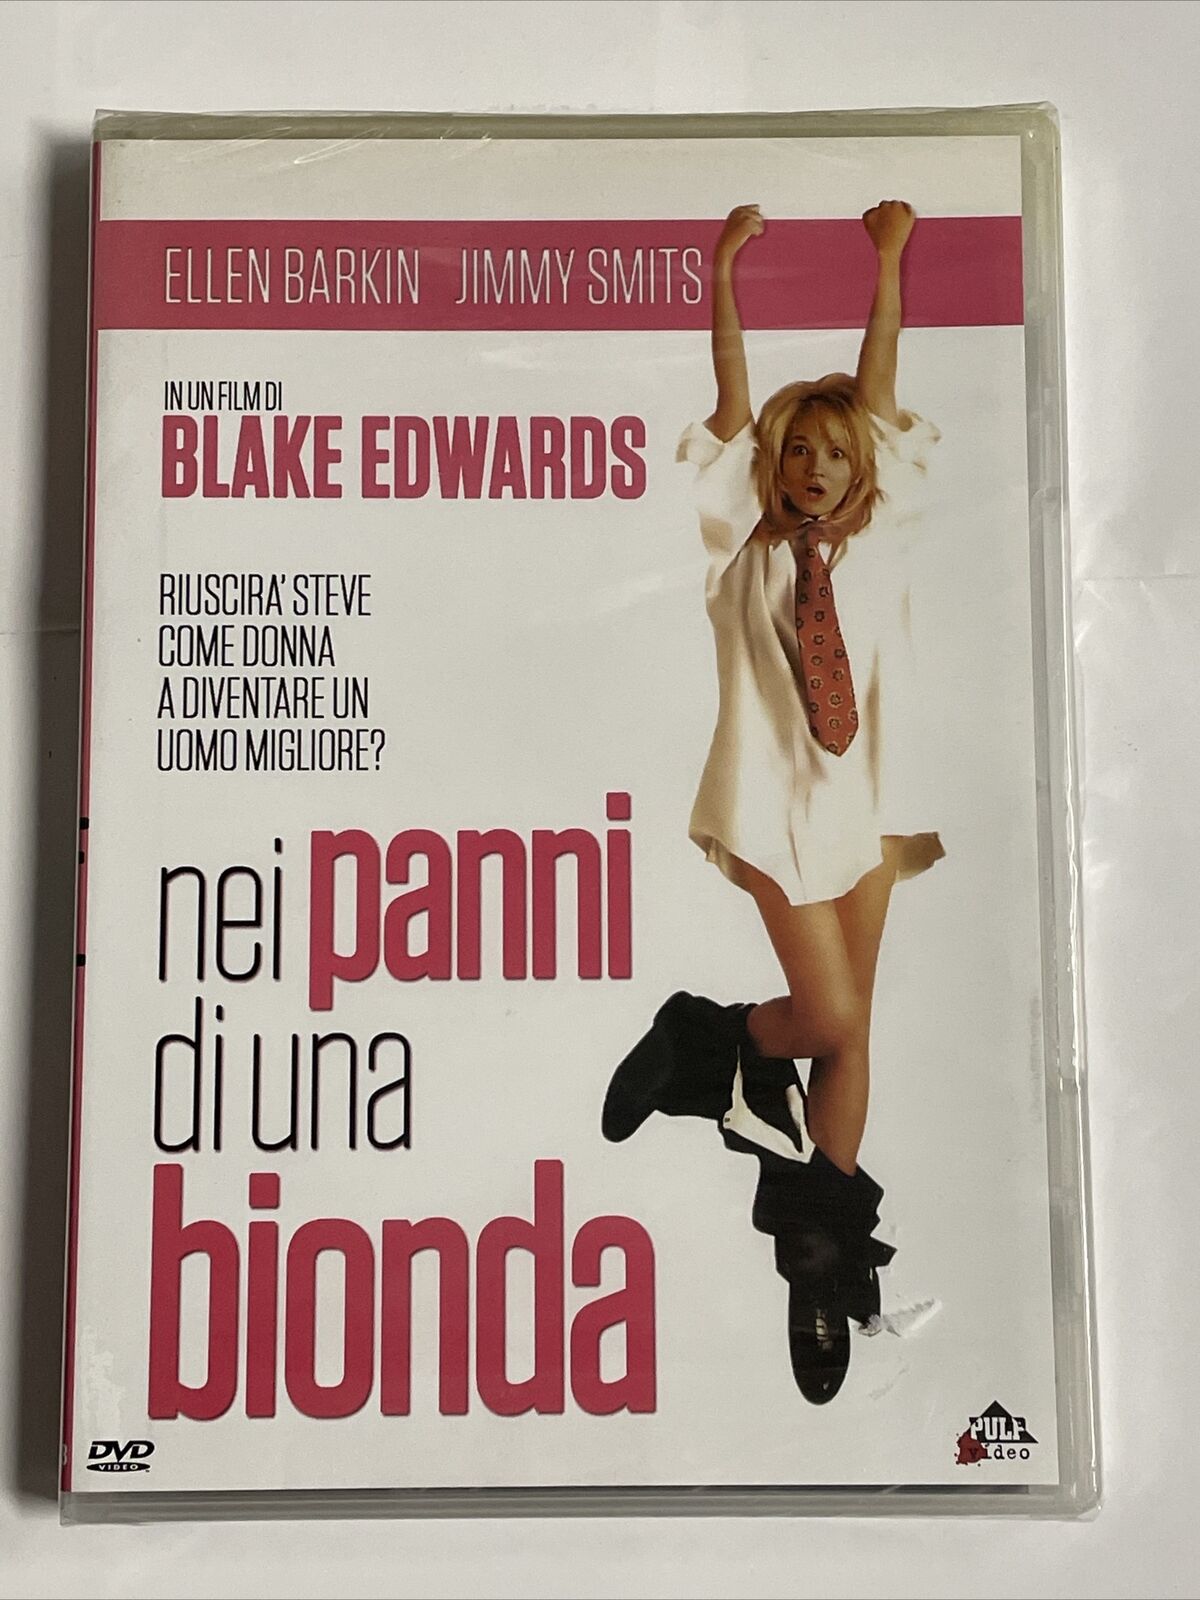 ELLEN BARKIN JIMMY SMITS
IN UN FILM DI
BLAKE EDWARDS
RIUSCIRA' STEVE
COME DONNA
A DIVENTARE UN
UOMO MIGLIORE?
nei panni
di una
bionda
DVD
VIDEO
PULP
video